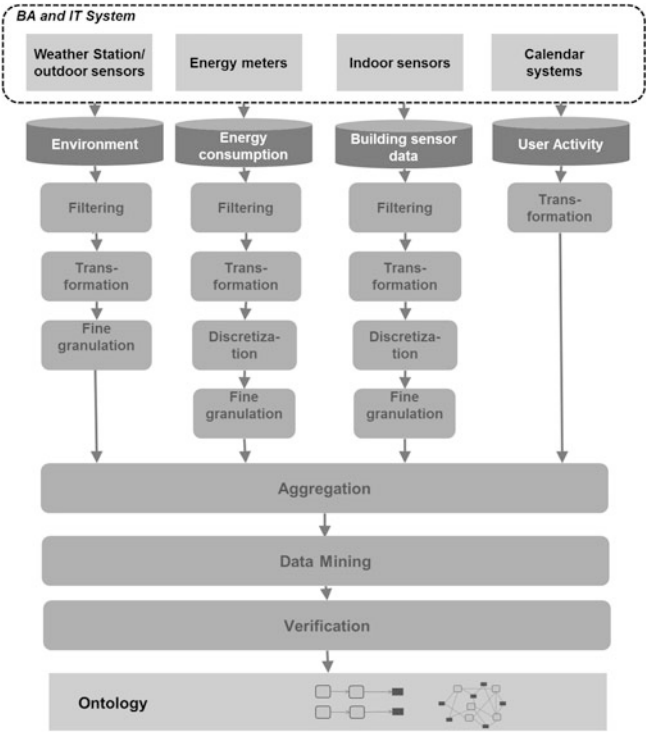 BA and IT System
Weather Station/
outdoor sensors
Energy meters
Indoor sensors
Calendar
systems
Environment
Energy
consumption
Building sensor
data
User Activity
Filtering
Filtering
Filtering
Trans-
formation
Trans-
formation
Trans-
formation
Trans-
formation
Fine
granulation
Discretiza-
tion
Discretiza-
tion
Fine
granulation
Fine
granulation
Aggregation
Data Mining
Verification
Ontology